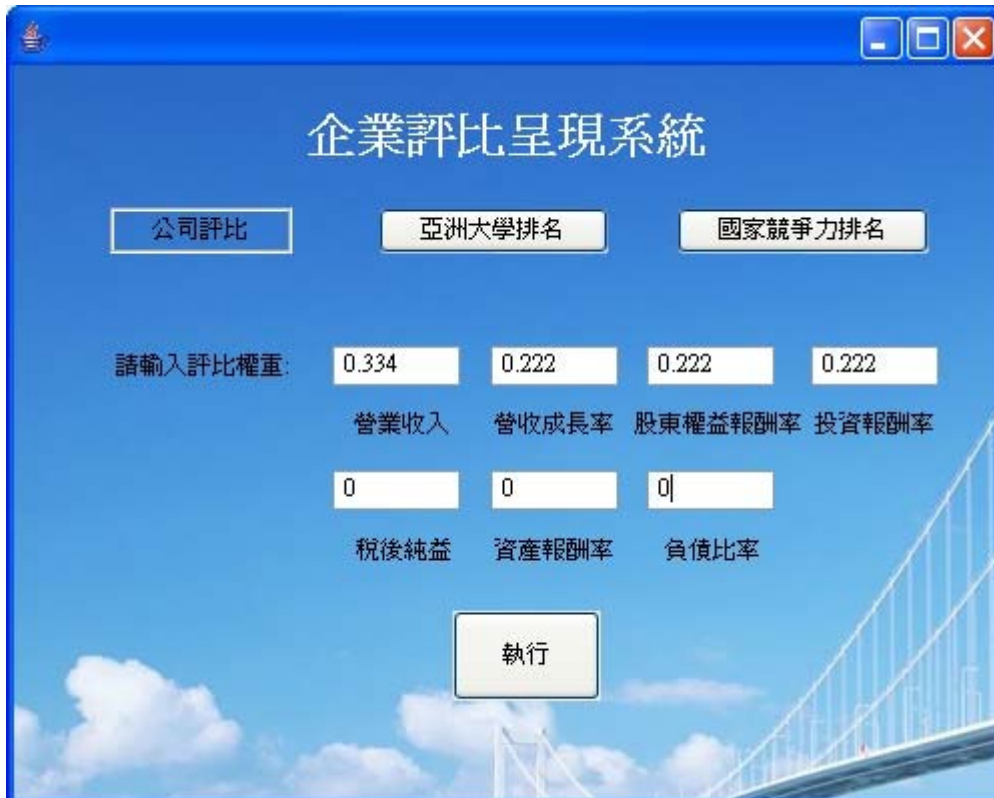 企業評比呈現系統
公司評比 亞洲大學排名 國家競爭力排名
請輸入評比權重: 0.334 0.222 0.222 0.222
營業收入 營收成長率 股東權益報酬率 投資報酬率
0 0 0
稅後純益 資產報酬率 負債比率
執行